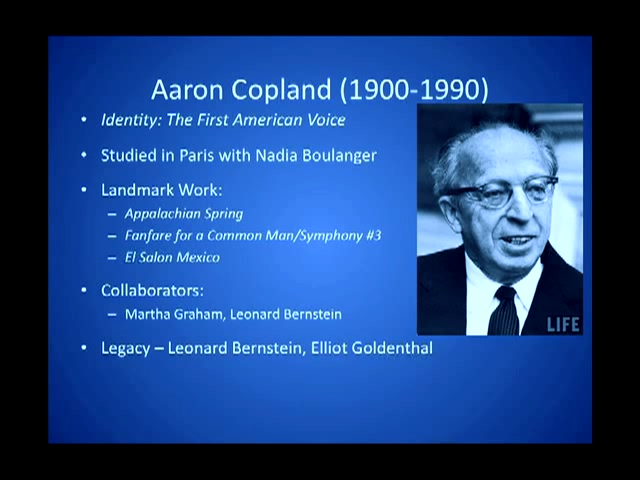 Aaron Copland (1900-1990)
• Identity: The First American Voice
• Studied in Paris with Nadia Boulanger
• Landmark Work:
– Appalachian Spring
– Fanfare for a Common Man/Symphony #3
– El Salon Mexico
• Collaborators:
– Martha Graham, Leonard Bernstein
• Legacy – Leonard Bernstein, Elliot Goldenthal
LIFE